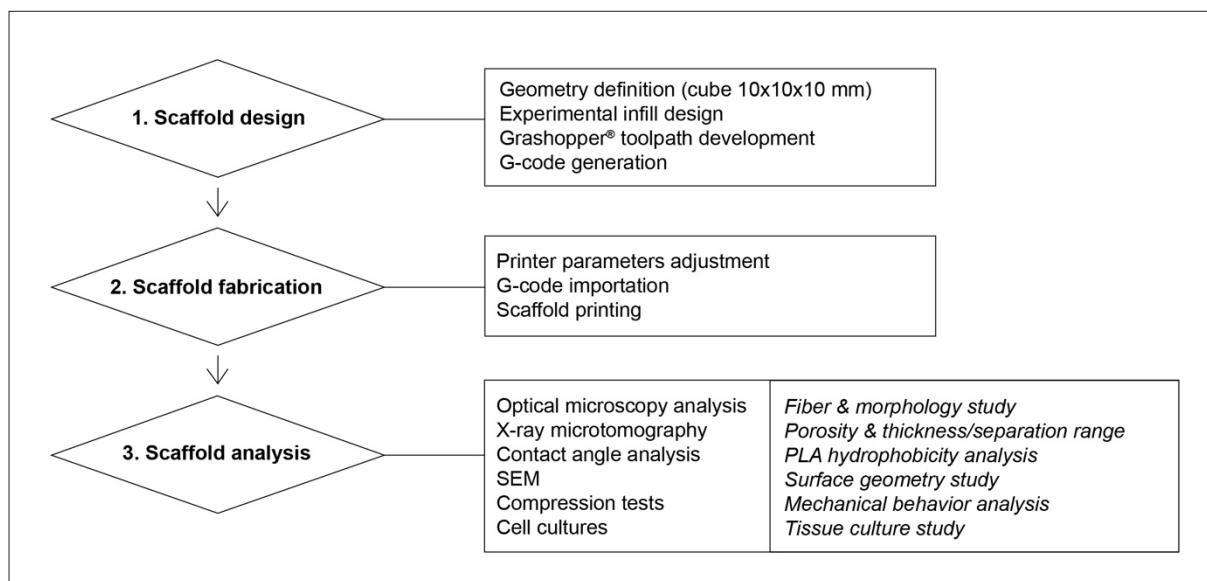 1. Scaffold design
Geometry definition (cube 10x10x10 mm)
Experimental infill design
Grashopper® toolpath development
G-code generation
2. Scaffold fabrication
Printer parameters adjustment
G-code importation
Scaffold printing
3. Scaffold analysis
Optical microscopy analysis
X-ray microtomography
Contact angle analysis
SEM
Compression tests
Cell cultures
Fiber & morphology study
Porosity & thickness/separation range
PLA hydrophobicity analysis
Surface geometry study
Mechanical behavior analysis
Tissue culture study